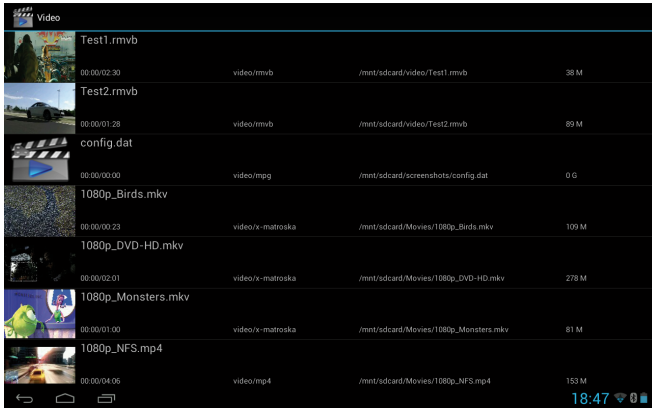 Video
Test1.rmvb
00:00/02:30 video/rmvb /mnt/sdcard/video/Test1.rmvb 38 M
Test2.rmvb
00:00/01:28 video/rmvb /mnt/sdcard/video/Test2.rmvb 89 M
config.dat
00:00/00:00 video/mpg /mnt/sdcard/screenshots/config.dat 0 G
1080p_Birds.mkv
00:00/00:23 video/x-matroska /mnt/sdcard/Movies/1080p_Birds.mkv 109 M
1080p_DVD-HD.mkv
00:00/02:01 video/x-matroska /mnt/sdcard/Movies/1080p_DVD-HD.mkv 278 M
1080p_Monsters.mkv
00:00/01:00 video/x-matroska /mnt/sdcard/Movies/1080p_Monsters.mkv 81 M
1080p_NFS.mp4
00:00/04:06 video/mp4 /mnt/sdcard/Movies/1080p_NFS.mp4 153 M
18:47